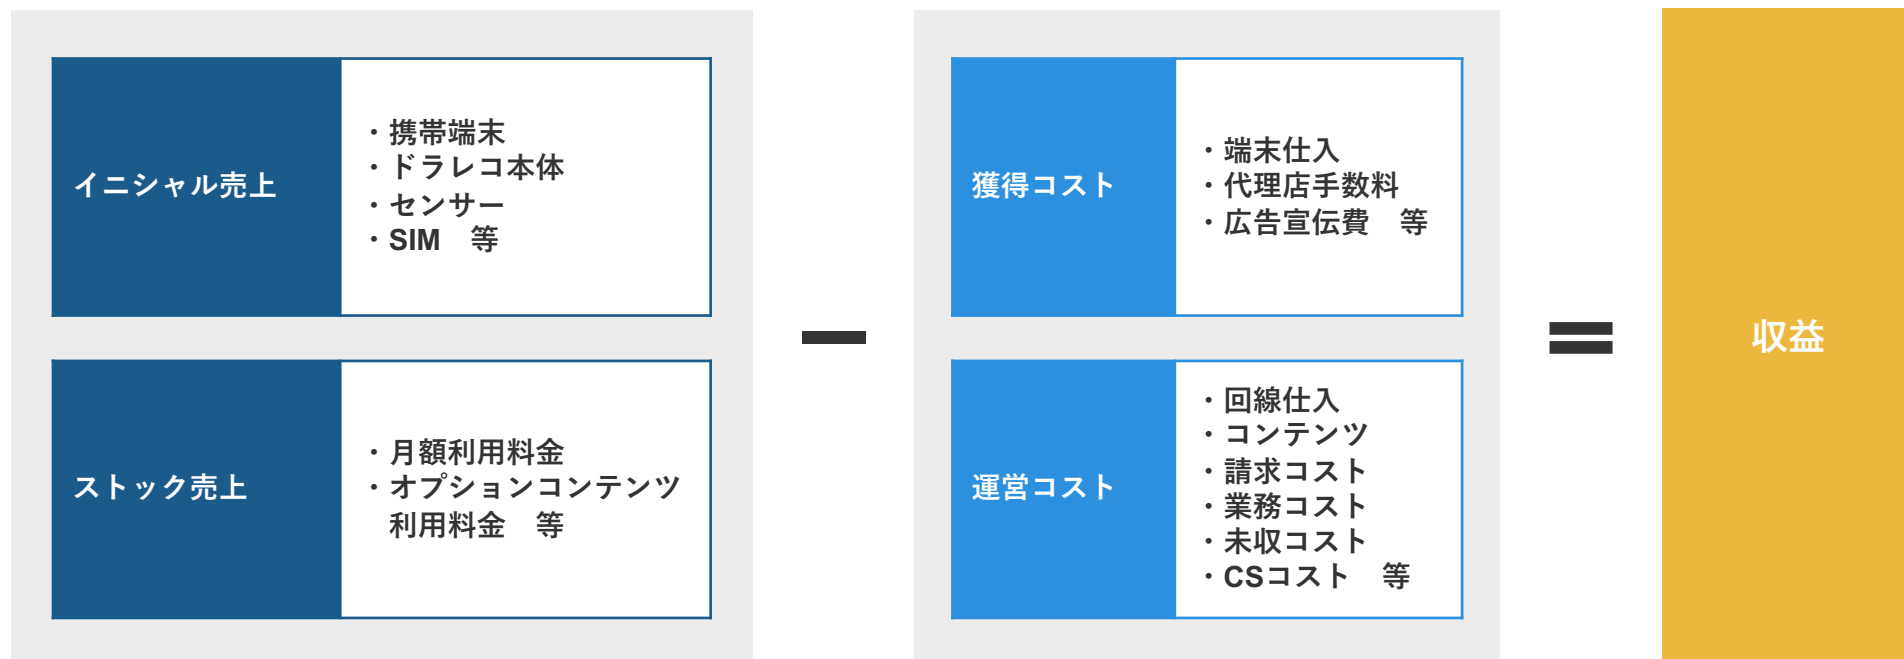 イニシャル売上
・携帯端末
・ドラレコ本体
・センサー
・SIM　等
ストック売上
・月額利用料金
・オプションコンテンツ
利用料金　等
ー
獲得コスト
・端末仕入
・代理店手数料
・広告宣伝費　等
運営コスト
・回線仕入
・コンテンツ
・請求コスト
・業務コスト
・未収コスト
・CSコスト　等
＝
収益